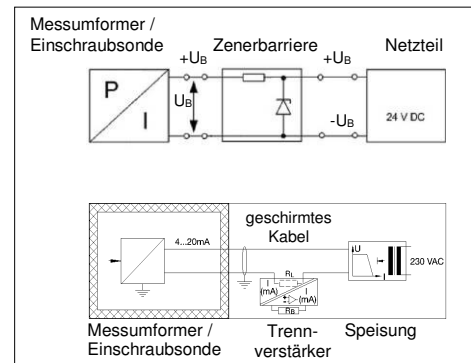 Messumformer /
Einschraubsonde
Zenerbarriere
Netzteil
+UB
+UB
P
I
UB
24 V DC
-UB
geschirmtes
Kabel
4...20mA
U
I
230 VAC
RL
I
(mA)
I
(mA)
RB
Messumformer /
Einschraubsonde
Trenn-
verstärker
Speisung